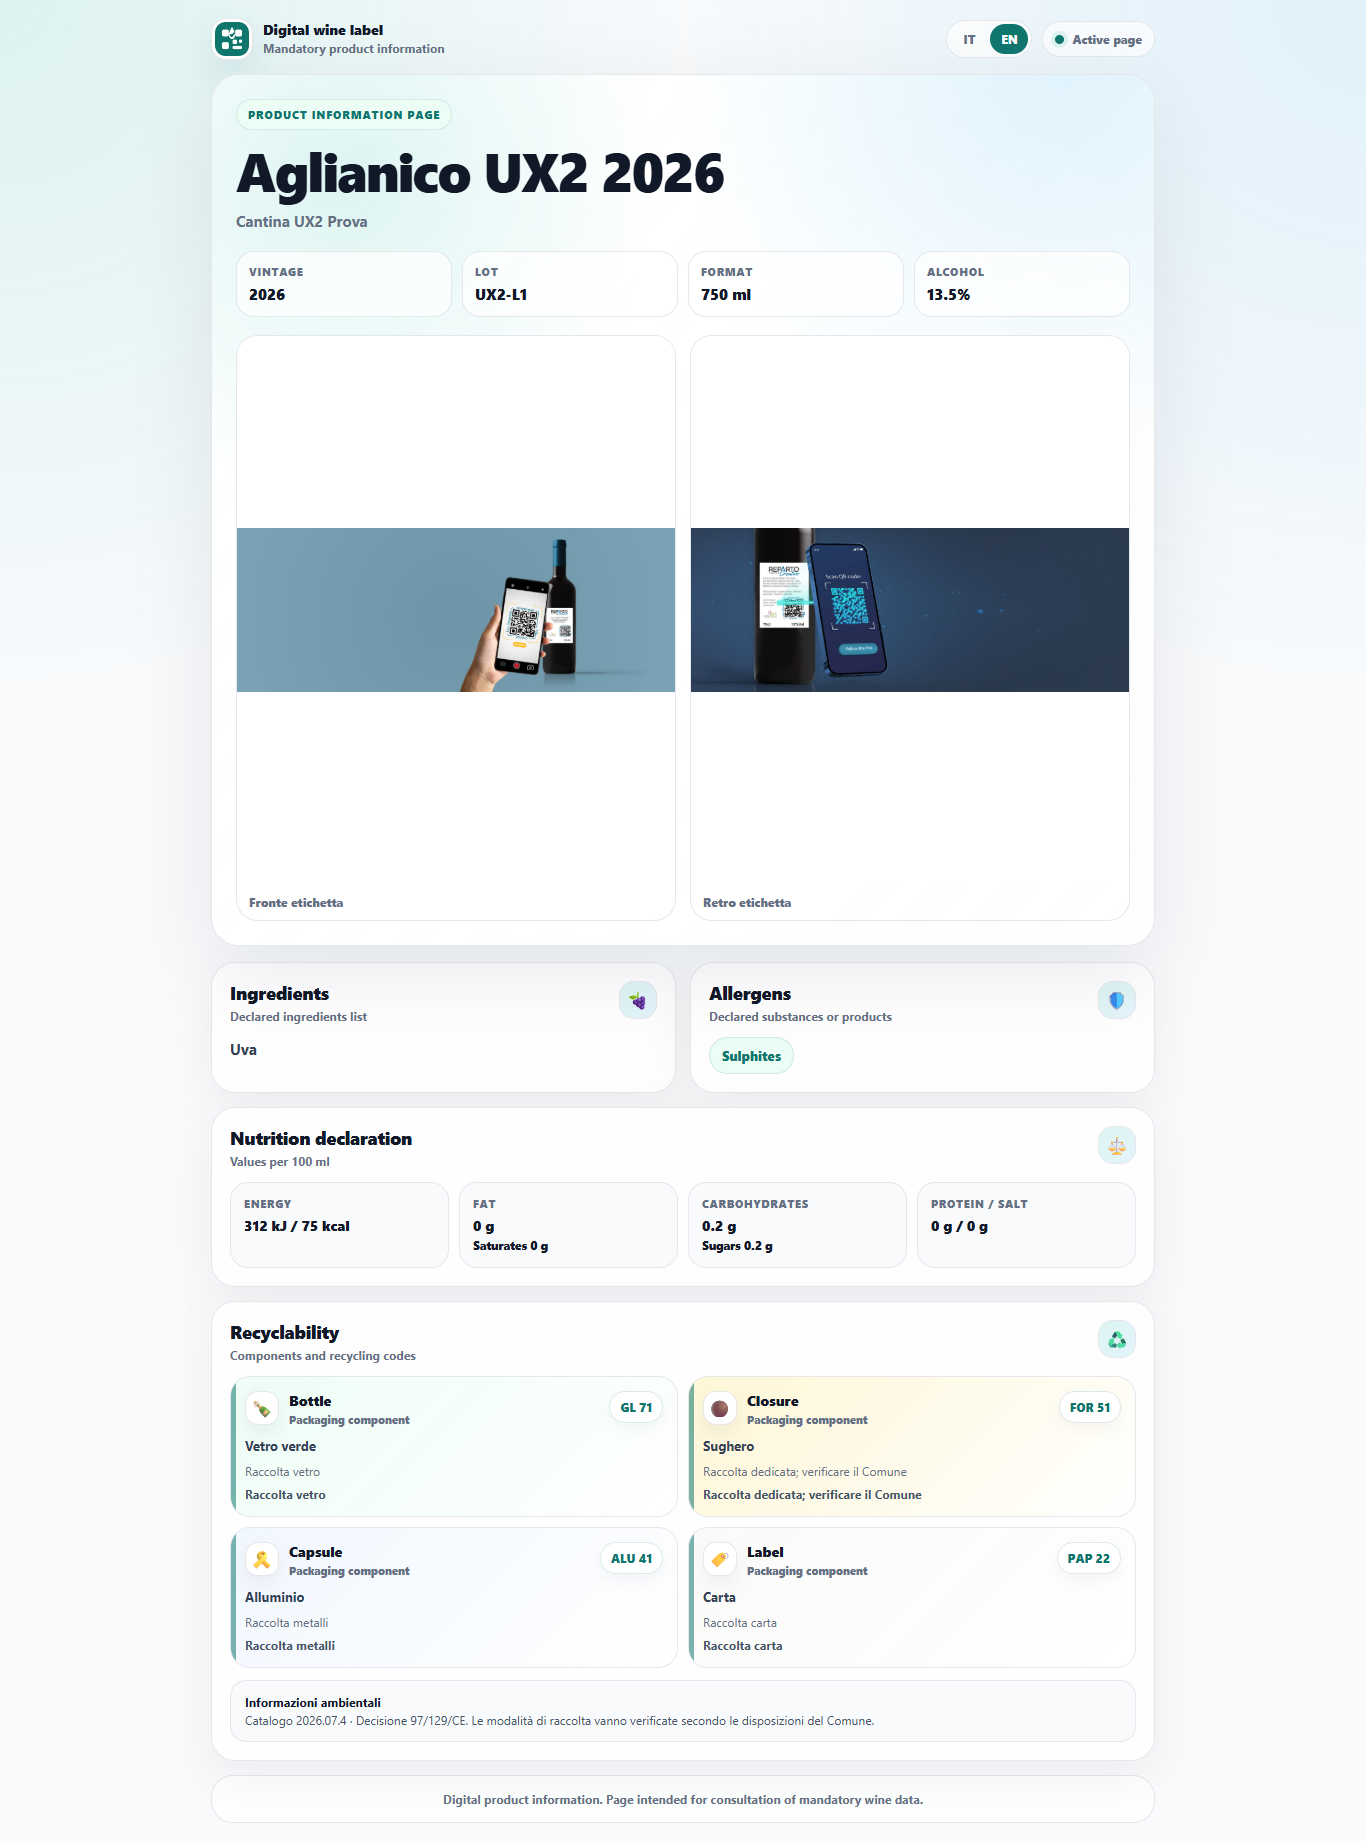 Digital wine label
Mandatory product information
IT EN
Active page
PRODUCT INFORMATION PAGE
Aglianico UX2 2026
Cantina UX2 Prova
VINTAGE
2026
LOT
UX2-L1
FORMAT
750 ml
ALCOHOL
13.5%
REPARTO
REPARTO
Scan QR code
Fronte etichetta
Retro etichetta
Ingredients
Declared ingredients list
Uva
Allergens
Declared substances or products
Sulphites
Nutrition declaration
Values per 100 ml
ENERGY
312 kJ / 75 kcal
FAT
0 g
Saturates 0 g
CARBOHYDRATES
0.2 g
Sugars 0.2 g
PROTEIN / SALT
0 g / 0 g
Recyclability
Components and recycling codes
Bottle
Packaging component
GL 71
Vetro verde
Raccolta vetro
Raccolta vetro
Closure
Packaging component
FOR 51
Sughero
Raccolta dedicata; verificare il Comune
Raccolta dedicata; verificare il Comune
Capsule
Packaging component
ALU 41
Alluminio
Raccolta metalli
Raccolta metalli
Label
Packaging component
PAP 22
Carta
Raccolta carta
Raccolta carta
Informazioni ambientali
Catalogo 2026.07.4 · Decisione 97/129/CE. Le modalità di raccolta vanno verificate secondo le disposizioni del Comune.
Digital product information. Page intended for consultation of mandatory wine data.